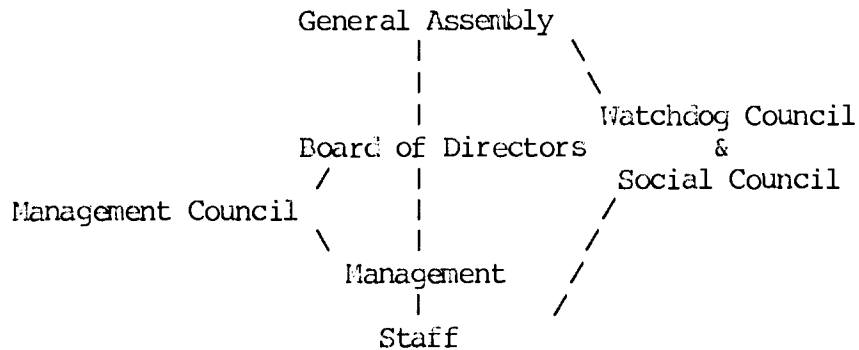 General Assembly
Watchdog Council
Board of Directors &
Social Council
Management Council
Management
Staff